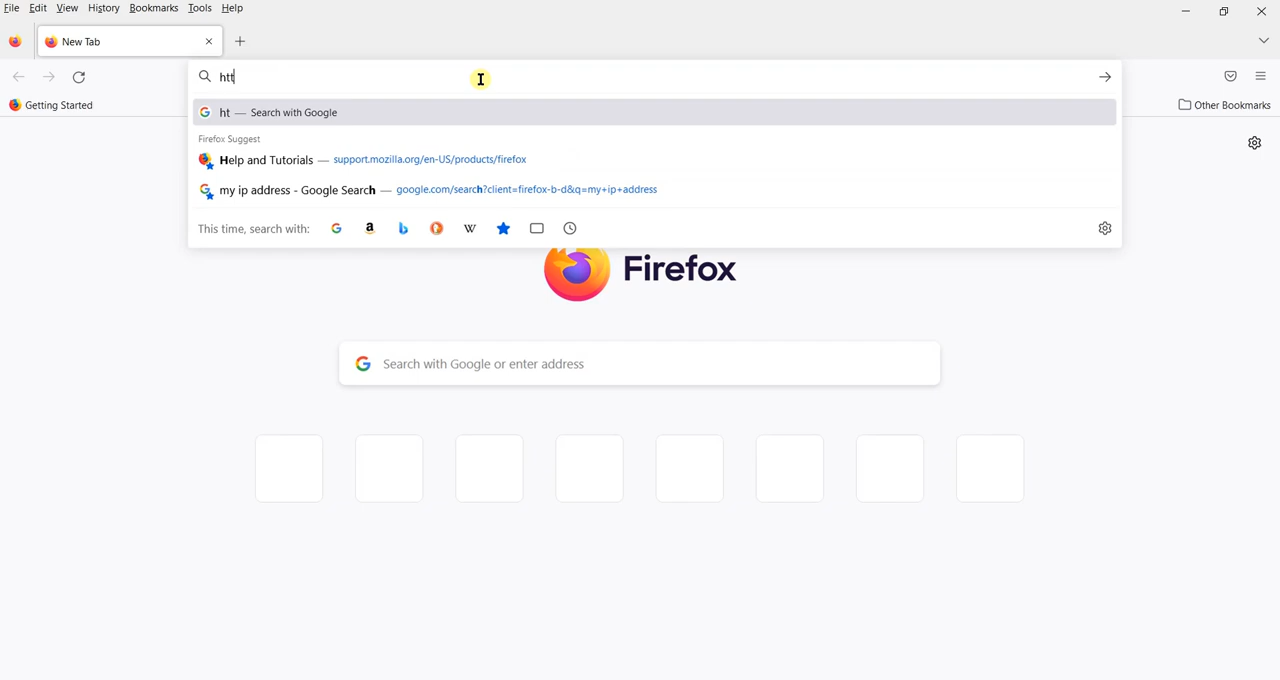 File Edit View History Bookmarks Tools Help
New Tab
htt
Getting Started
Other Bookmarks
ht — Search with Google
Firefox Suggest
Help and Tutorials — support.mozilla.org/en-US/products/firefox
my ip address - Google Search — google.com/search?client=firefox-b-d&q=my+ip+address
This time, search with:
Firefox
Search with Google or enter address